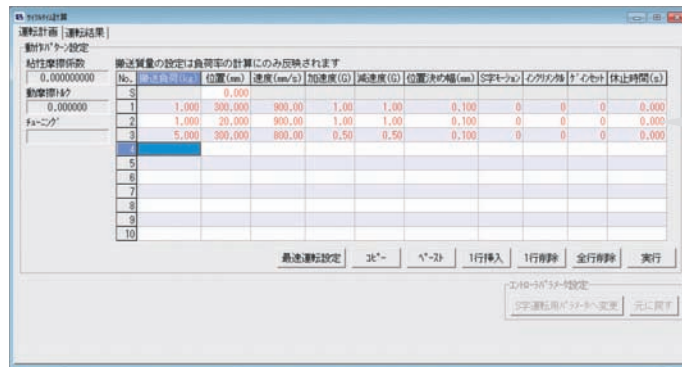 サイクルタイム計算
運転計画 運転結果
動作パターン設定
粘性摩擦係数 搬送質量の設定は負荷率の計算にのみ反映されます
0.000000000
動摩擦トルク
0.000000
チューニング
No. 搬送負荷(kg) 位置(mm) 速度(mm/s) 加速度(G) 減速度(G) 位置決め幅(mm) S字モーション インクリメンタル ゲインセット 休止時間(s)
S 0.000
1 1.000 300.000 900.00 1.00 1.00 0.100 0 0 0 0.000
2 1.000 20.000 900.00 1.00 1.00 0.100 0 0 0 0.000
3 5.000 300.000 800.00 0.50 0.50 0.100 0 0 0 0.000
4
5
6
7
8
9
10
最速運転設定 コピー ペースト 1行挿入 1行削除 全行削除 実行
コントローラパラメータ設定
S字運転用パラメータへ変更 元に戻す